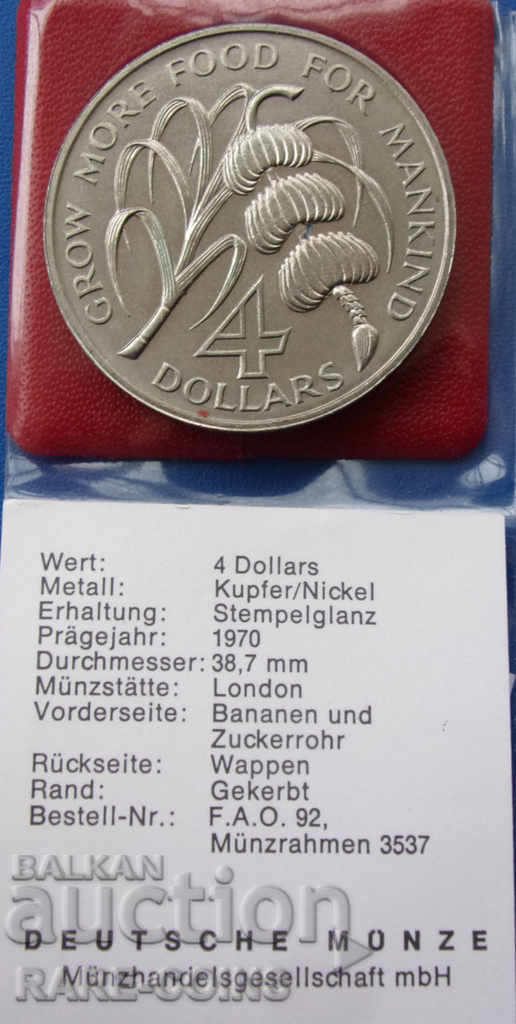 GROW MORE FOOD FOR MANKIND
4
DOLLARS
Wert: 4 Dollars
Metall: Kupfer/Nickel
Erhaltung: Stempelglanz
Prägejahr: 1970
Durchmesser: 38,7 mm
Münzstätte: London
Vorderseite: Bananen und
Zuckerrohr
Rückseite: Wappen
Rand: Gekerbt
Bestell-Nr.: F.A.O. 92,
Münzrahmen 3537
BALKAN
auction
DEUTSCHE MÜNZE
Münzhandelsgesellschaft mbH
RARE-COINS